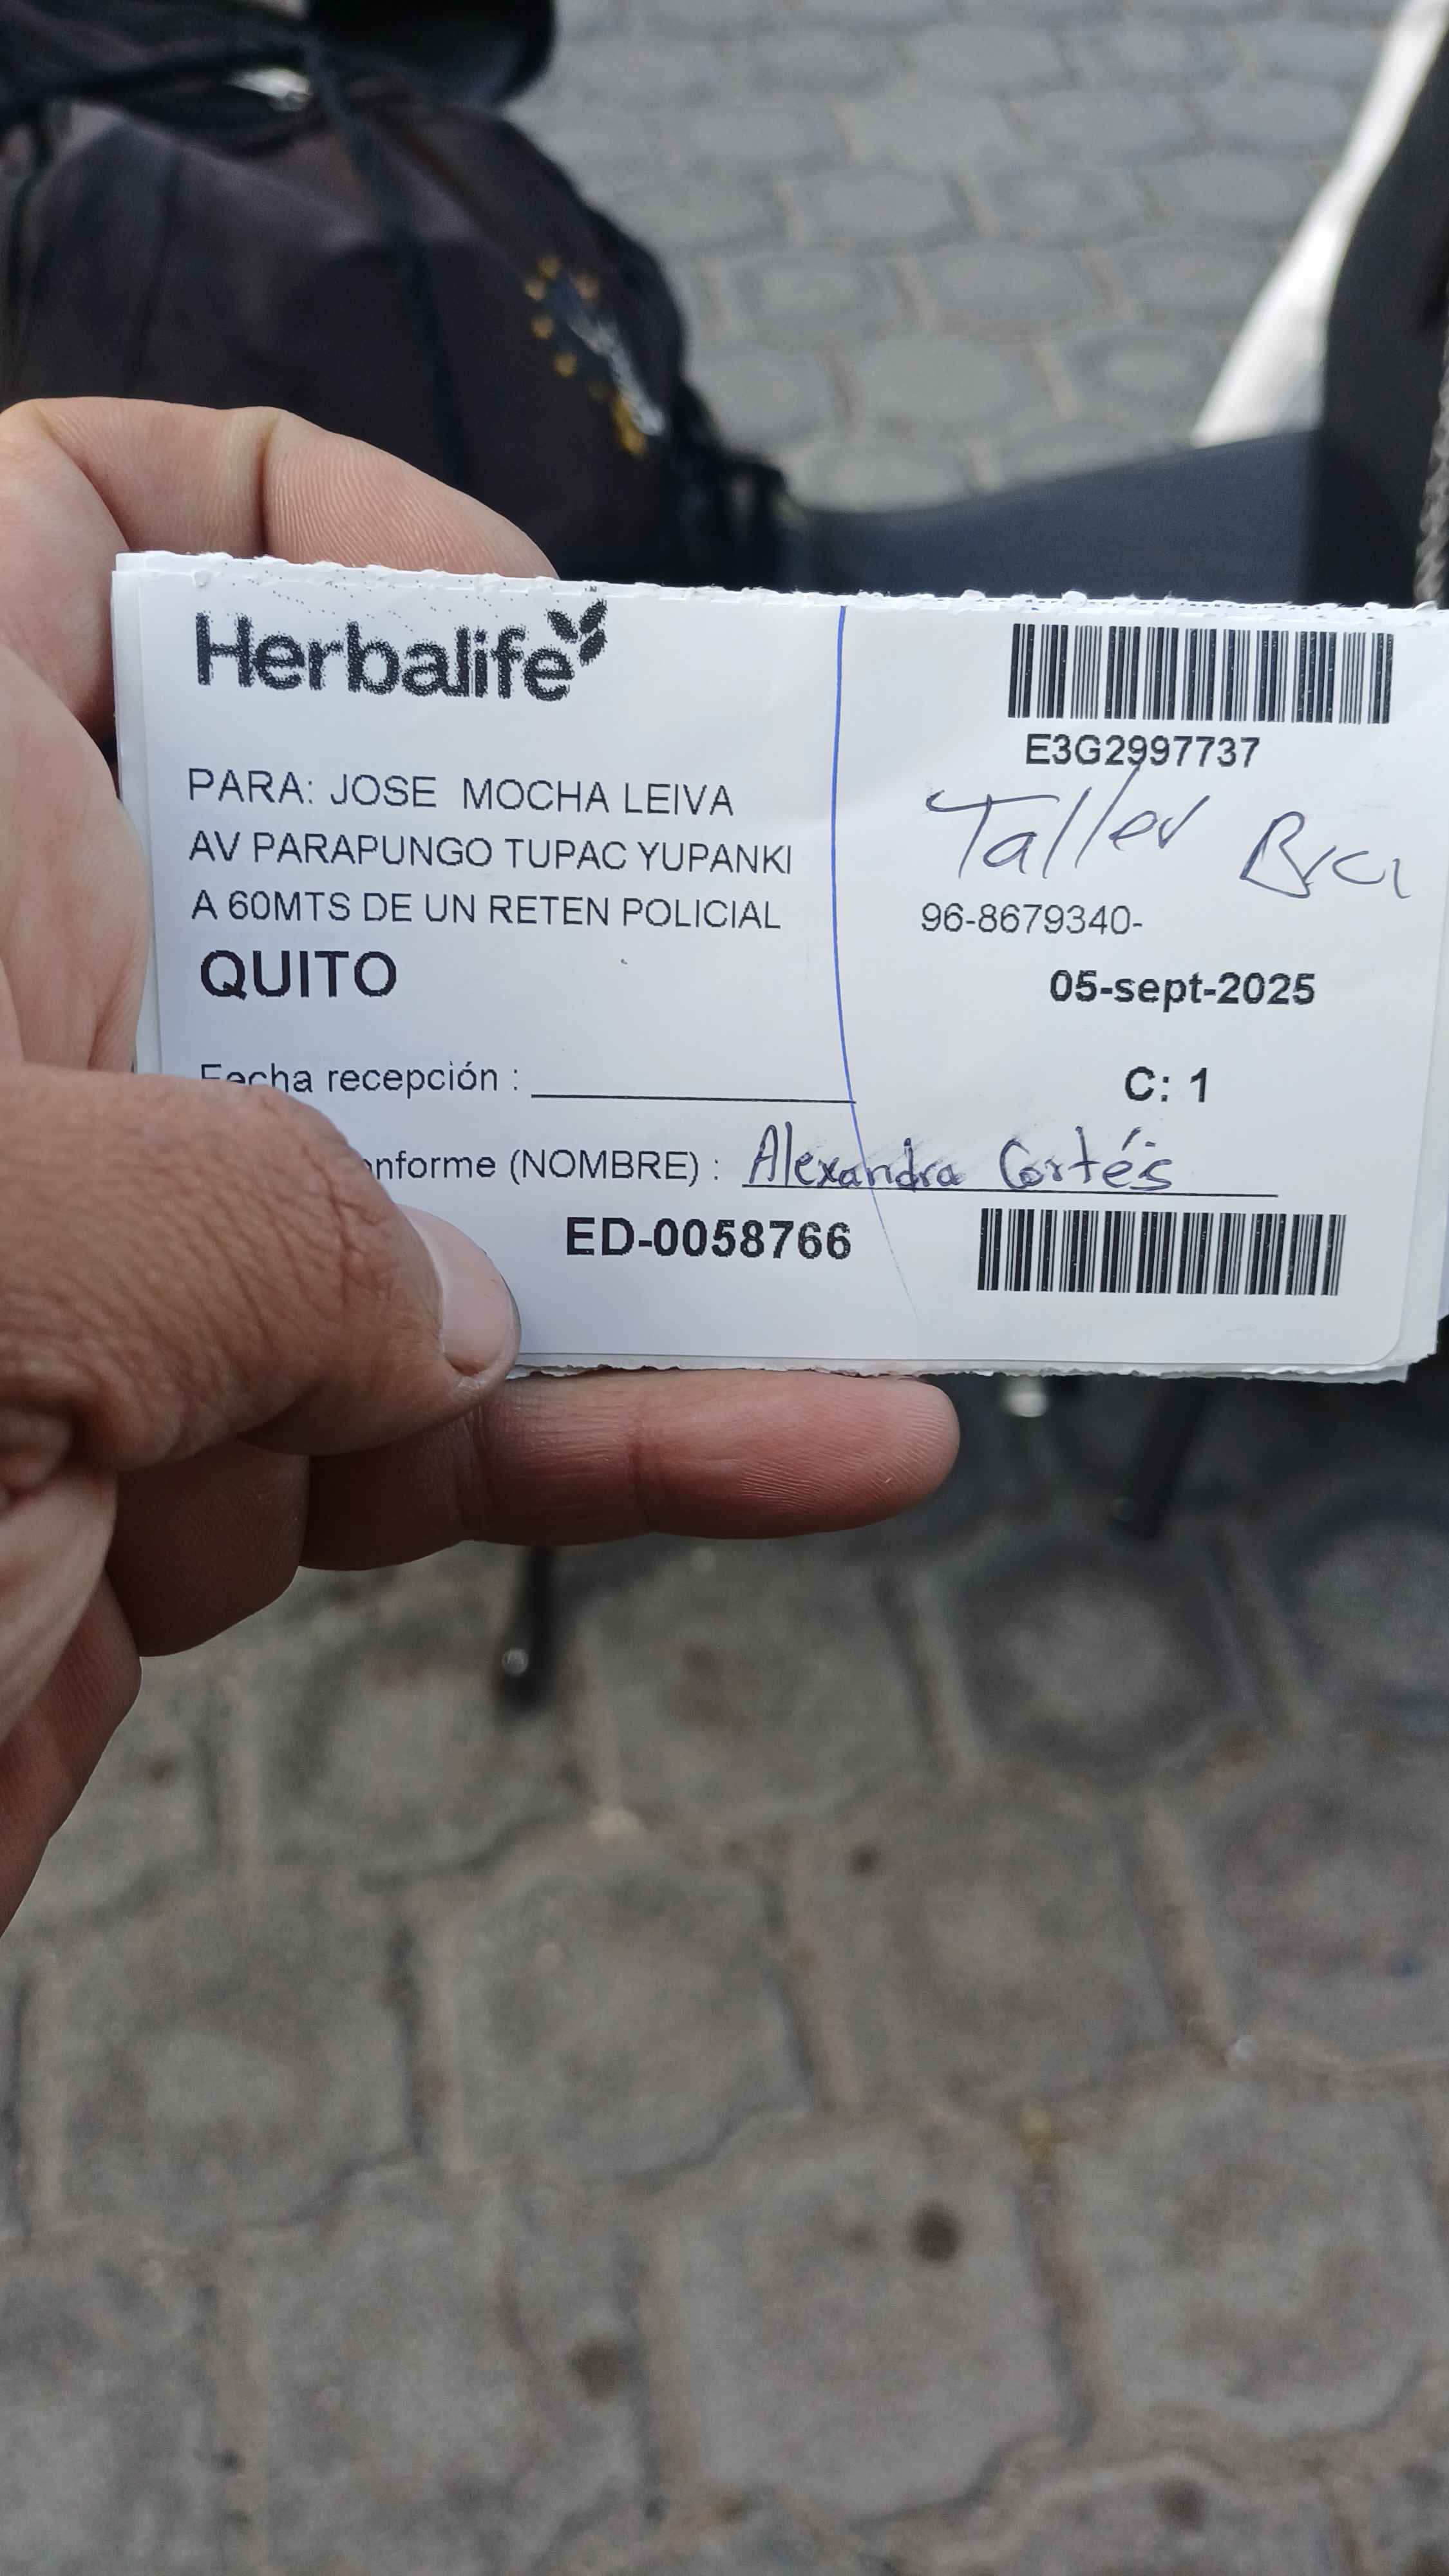 Herbalife
E3G2997737
PARA: JOSE MOCHA LEIVA
Taller
AV PARAPUNGO TUPAC YUPANKI
A 60MTS DE UN RETEN POLICIAL
96-8679340-
QUITO
05-sept-2025
Fecha recepción :
C: 1
onforme (NOMBRE) : Alexandra Cortés
ED-0058766